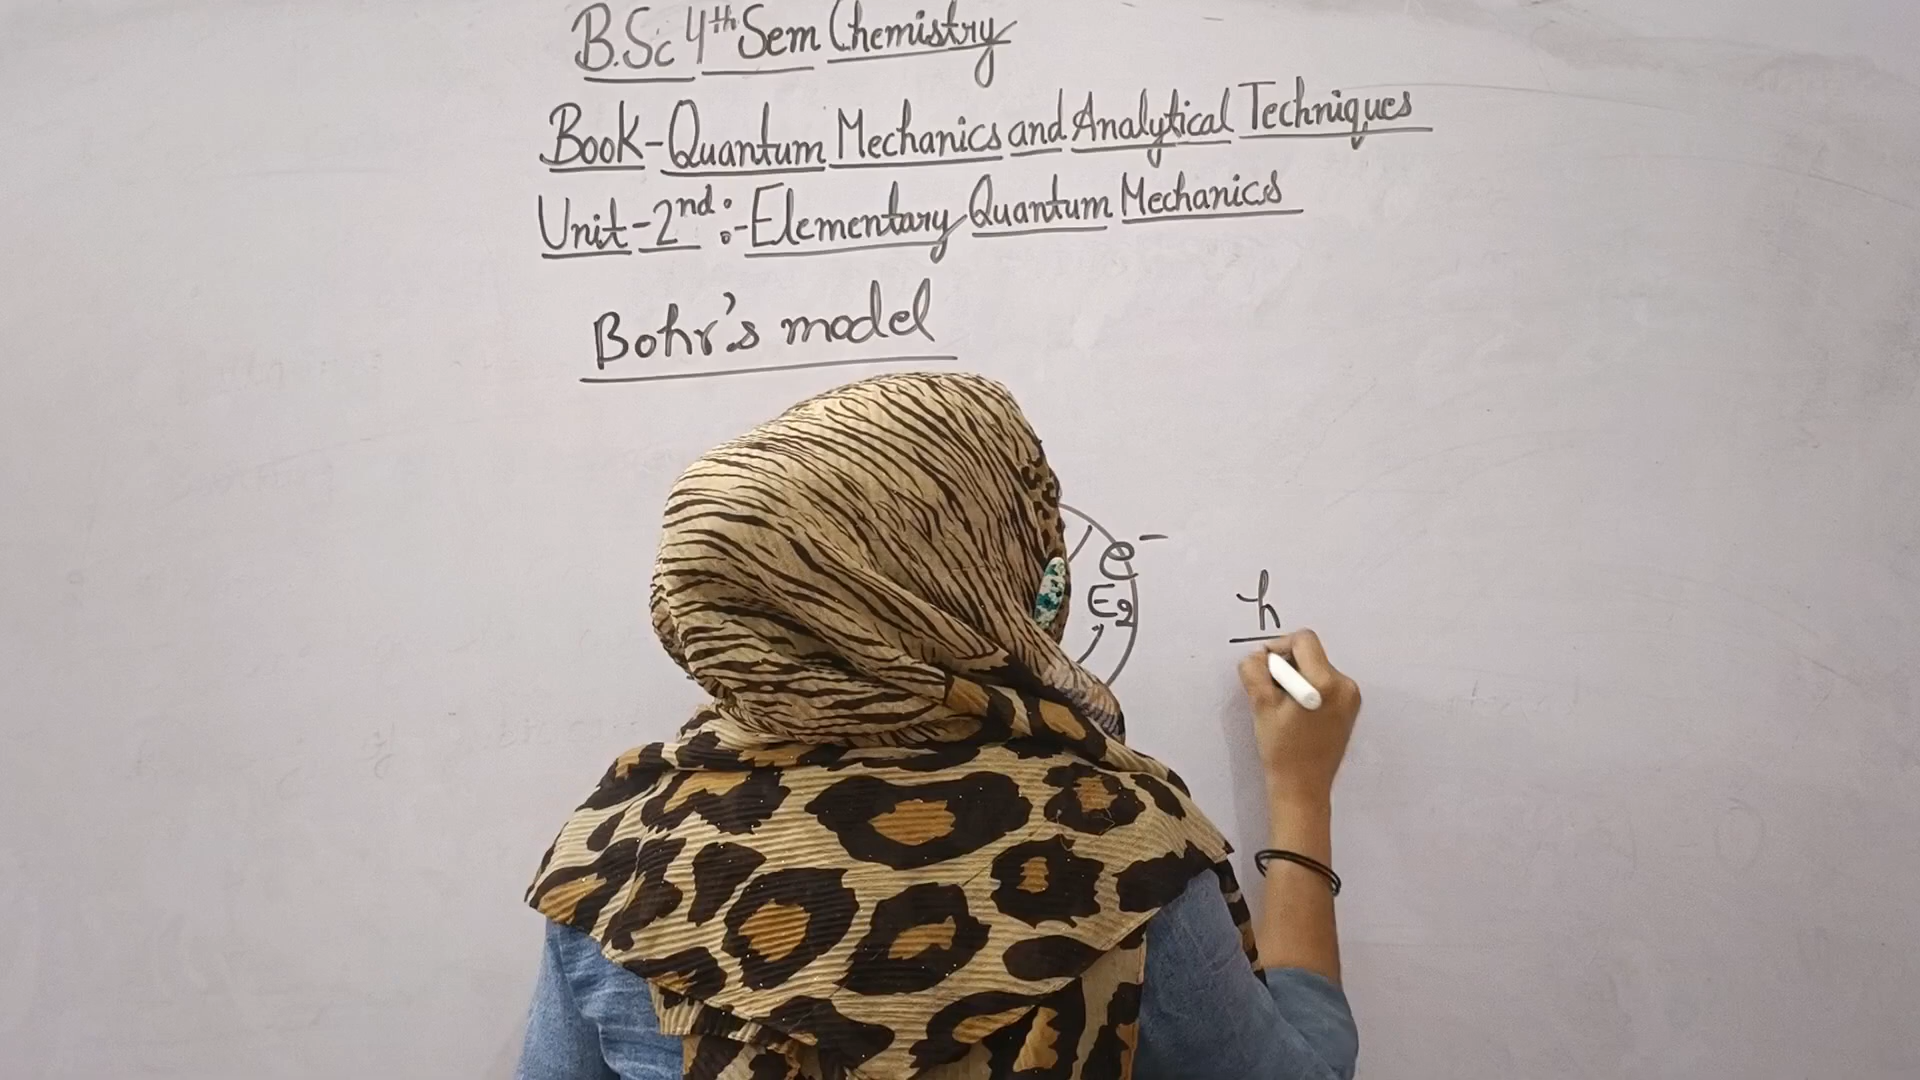 B.Sc 4th Sem Chemistry
Book-Quantum Mechanics and Analytical Techniques
Unit-2nd:-Elementary Quantum Mechanics
Bohr's model
e-
E2
h